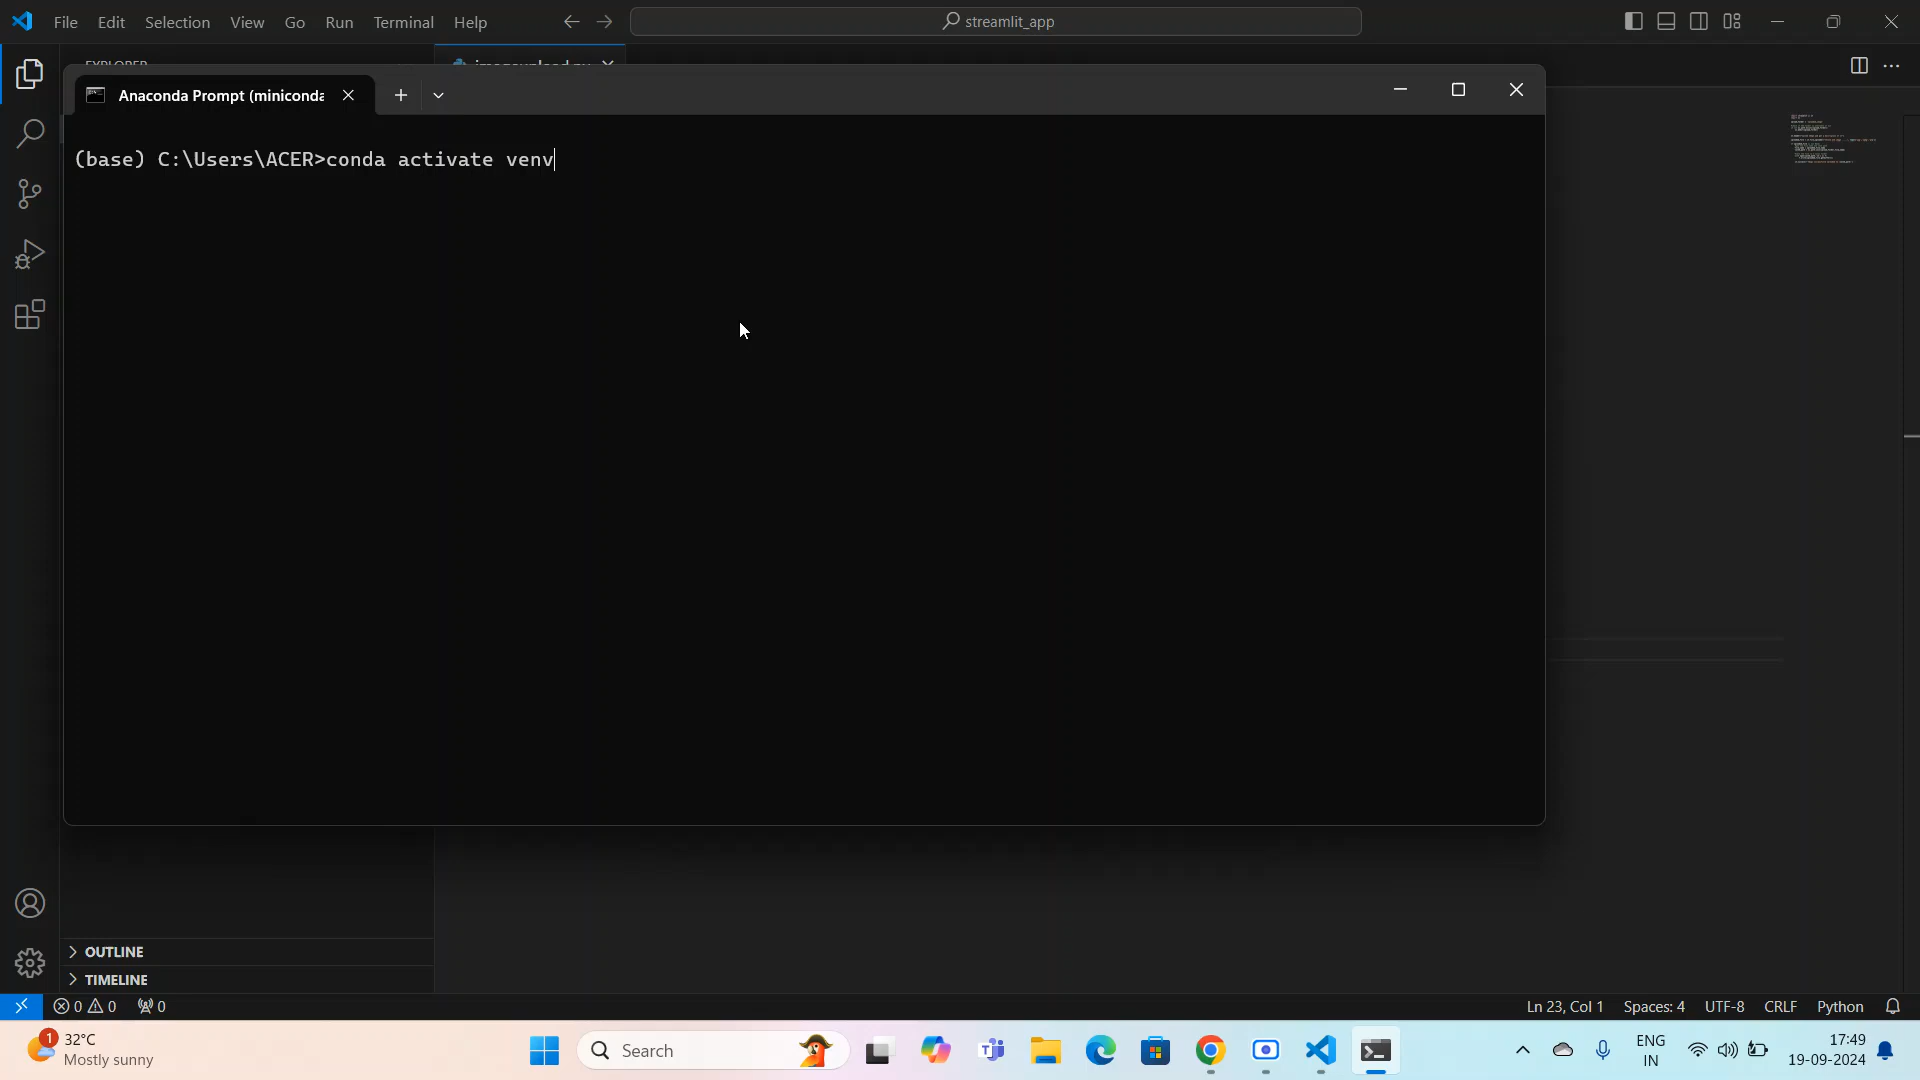 File Edit Selection View Go Run Terminal Help
streamlit_app
Anaconda Prompt (miniconda
(base) C:\Users\ACER>conda activate venv
OUTLINE
TIMELINE
0 0 0
Ln 23, Col 1 Spaces: 4 UTF-8 CRLF Python
1
32°C
Mostly sunny
Search
ENG
IN
17:49
19-09-2024